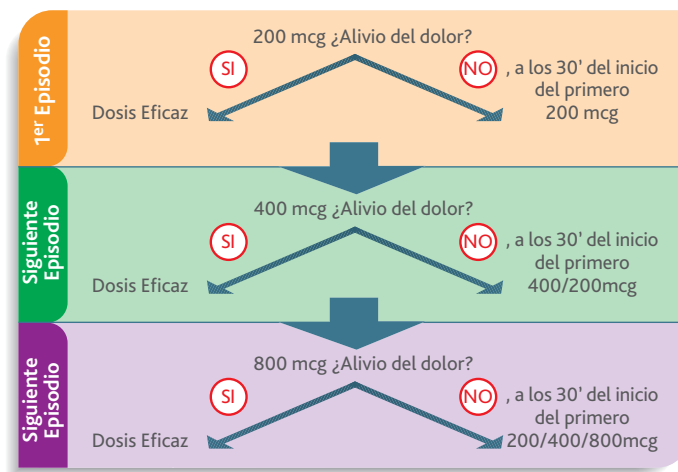 1er Episodio
200 mcg ¿Alivio del dolor?
SI
NO , a los 30' del inicio
del primero
200 mcg
Dosis Eficaz
Siguiente
Episodio
400 mcg ¿Alivio del dolor?
SI
NO , a los 30' del inicio
del primero
400/200mcg
Dosis Eficaz
Siguiente
Episodio
800 mcg ¿Alivio del dolor?
SI
NO , a los 30' del inicio
del primero
200/400/800mcg
Dosis Eficaz